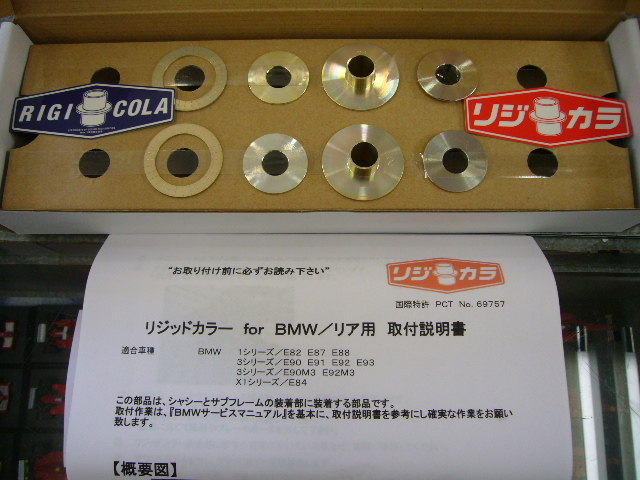 RIGI COLA
リジカラ
"お取り付け前に必ずお読み下さい"
リジカラ
国際特許 PCT No. 69757
リジッドカラー for BMW／リア用 取付説明書
適合車種 BMW 1シリーズ／E82 E87 E88
3シリーズ／E90 E91 E92 E93
3シリーズ／E90M3 E92M3
X1シリーズ／E84
この部品は、シャシーとサブフレームの装着部に装着する部品です。
取付作業は、『BMWサービスマニュアル』を基本に、取付説明書を参考にし確実な作業をお願い
致します。
【概要図】